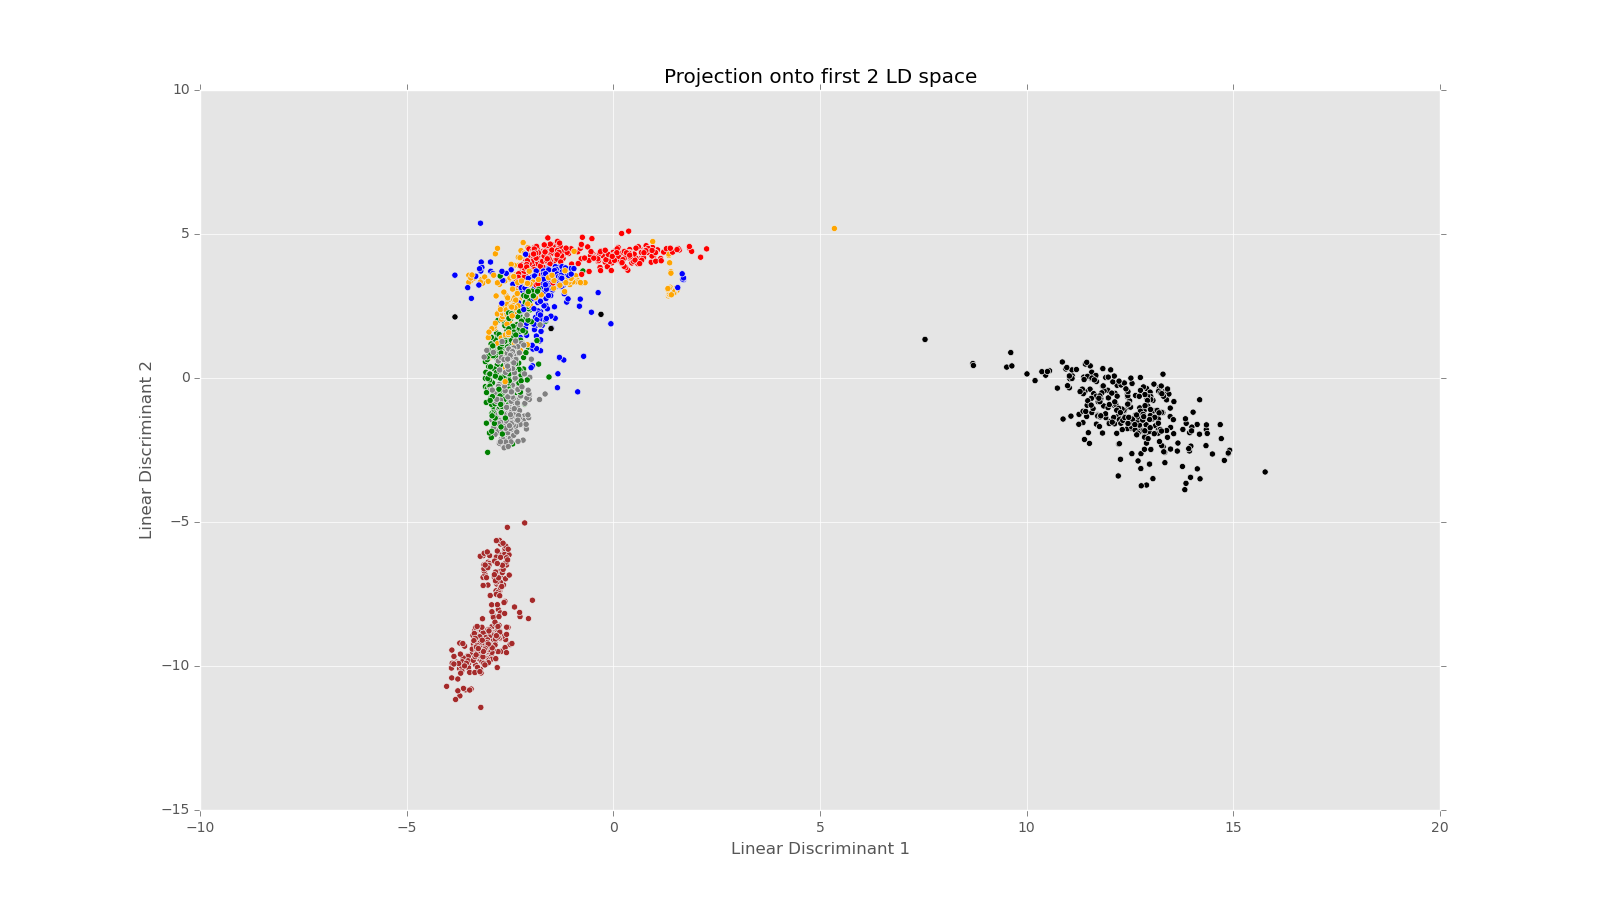 Projection onto first 2 LD space
10
5
0
−5
−10
−15
Linear Discriminant 2
−10 −5 0 5 10 15 20
Linear Discriminant 1